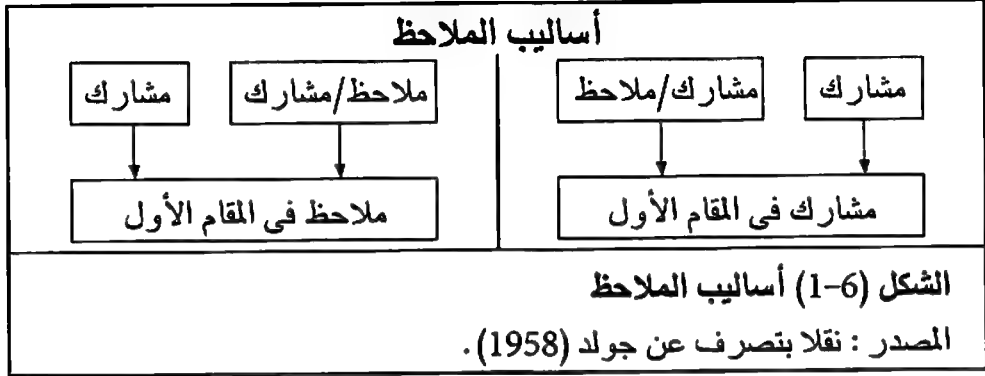 أساليب الملاحظ
مشارك
مشارك/ملاحظ
ملاحظ/مشارك
مشارك
مشارك فى المقام الأول
ملاحظ فى المقام الأول
الشكل (6-1) أساليب الملاحظ
المصدر : نقلا بتصرف عن جولد (1958).